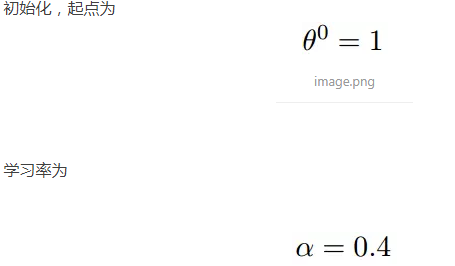 初始化，起点为
θ⁰ = 1
image.png
学习率为
α = 0.4